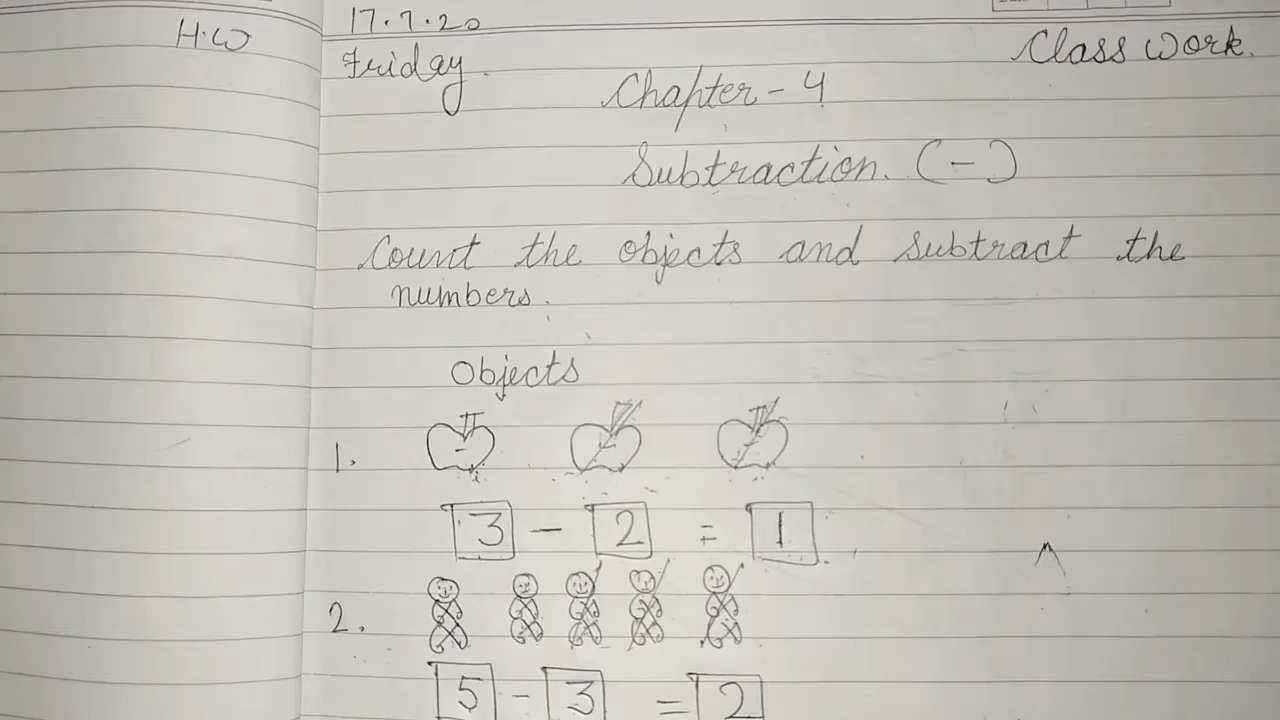 H.W
17.7.20
Friday.
Class Work.
Chapter - 4
Subtraction. (-)
Count the objects and subtract the
numbers.
Objects
1.
3 - 2 = 1
2.
5 - 3 = 2